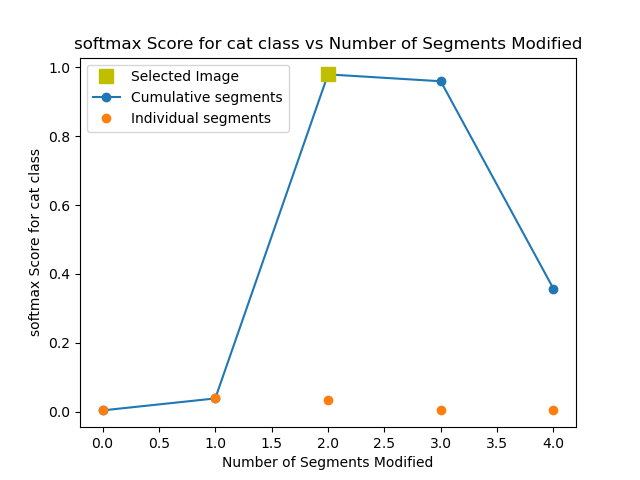 softmax Score for cat class vs Number of Segments Modified
Selected Image
Cumulative segments
Individual segments
softmax Score for cat class
1.0
0.8
0.6
0.4
0.2
0.0
0.0 0.5 1.0 1.5 2.0 2.5 3.0 3.5 4.0
Number of Segments Modified